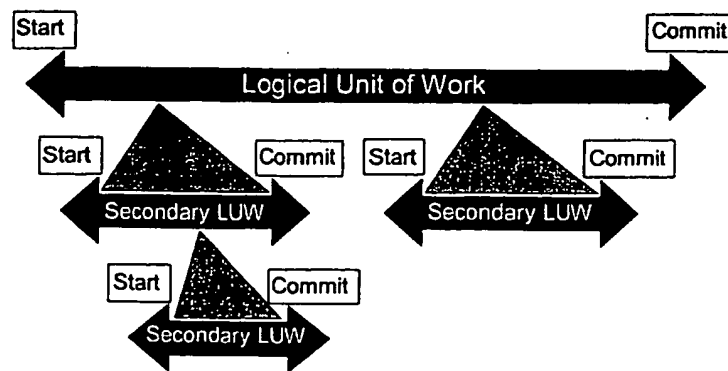 Start
Commit
Logical Unit of Work
Start
Commit
Start
Commit
Secondary LUW
Secondary LUW
Start
Commit
Secondary LUW